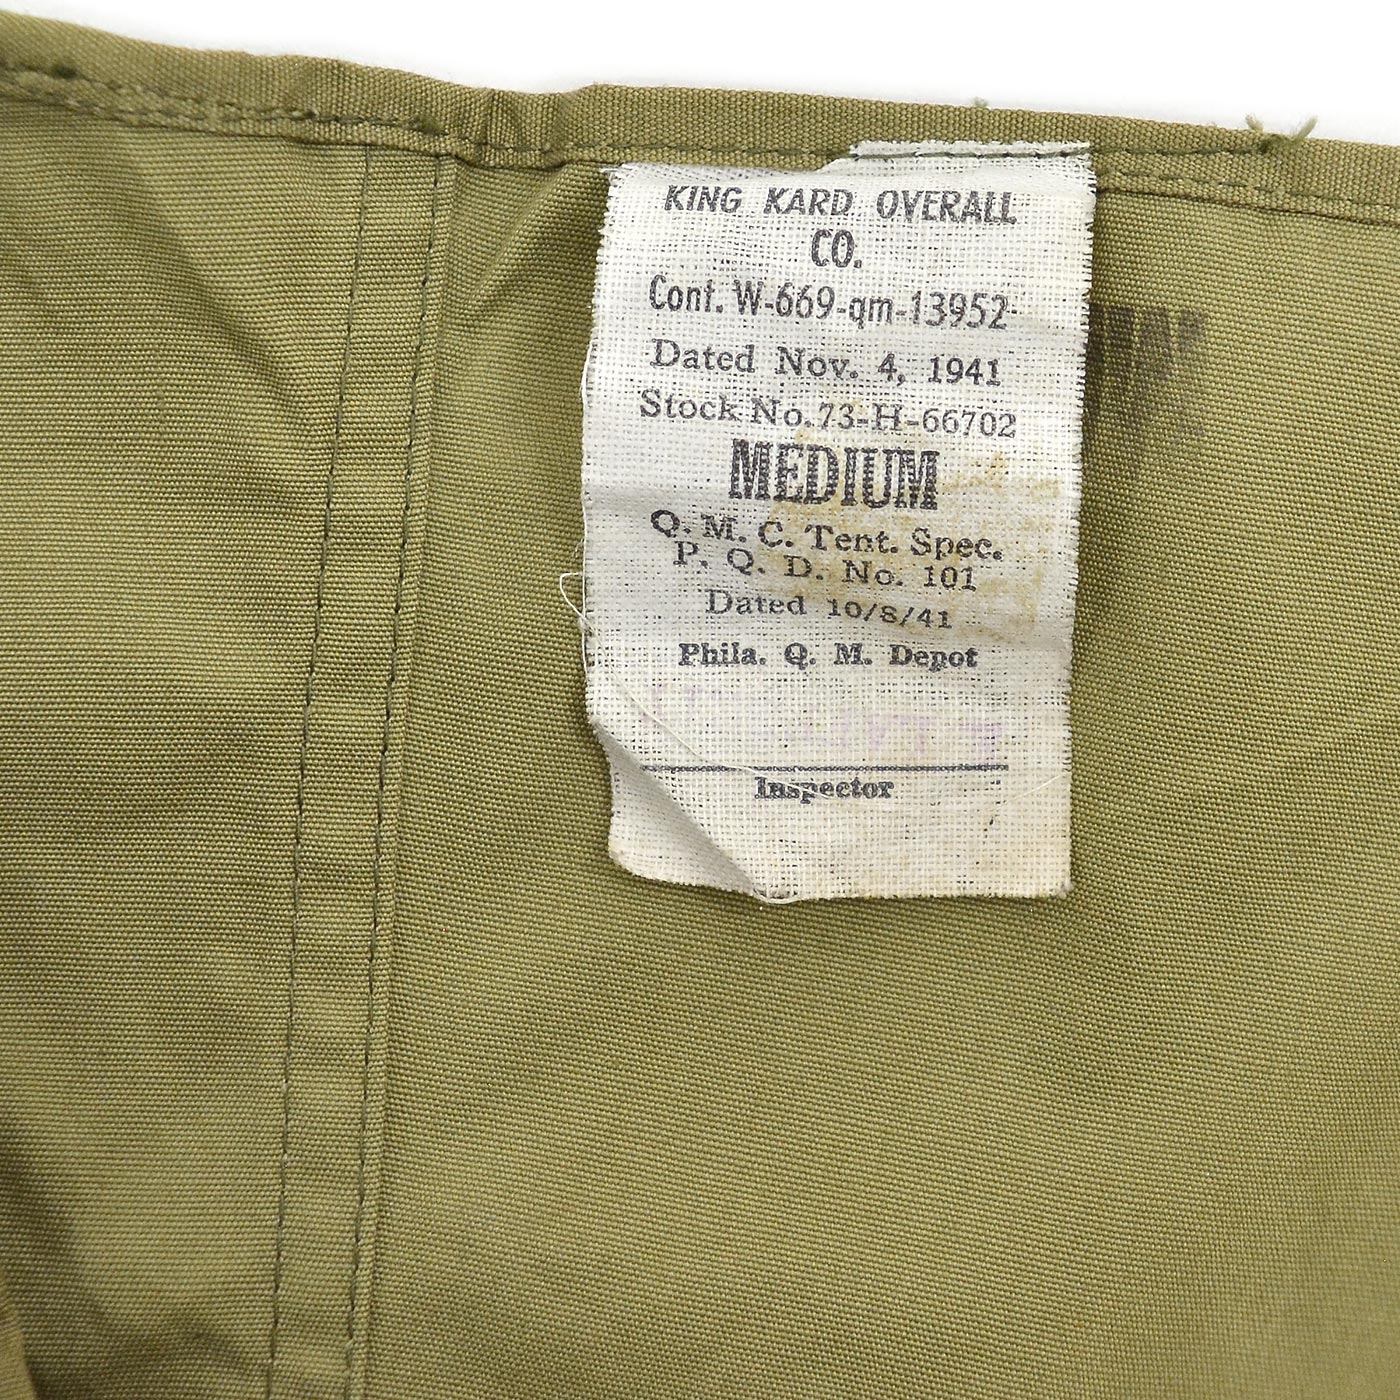 KING KARD OVERALL
CO.
Cont. W-669-qm-13952-
Dated Nov. 4, 1941
Stock No. 73-H-66702
MEDIUM
Q. M. C. Tent. Spec.
P. Q. D. No. 101
Dated 10/8/41
Phila. Q. M. Depot
Inspector